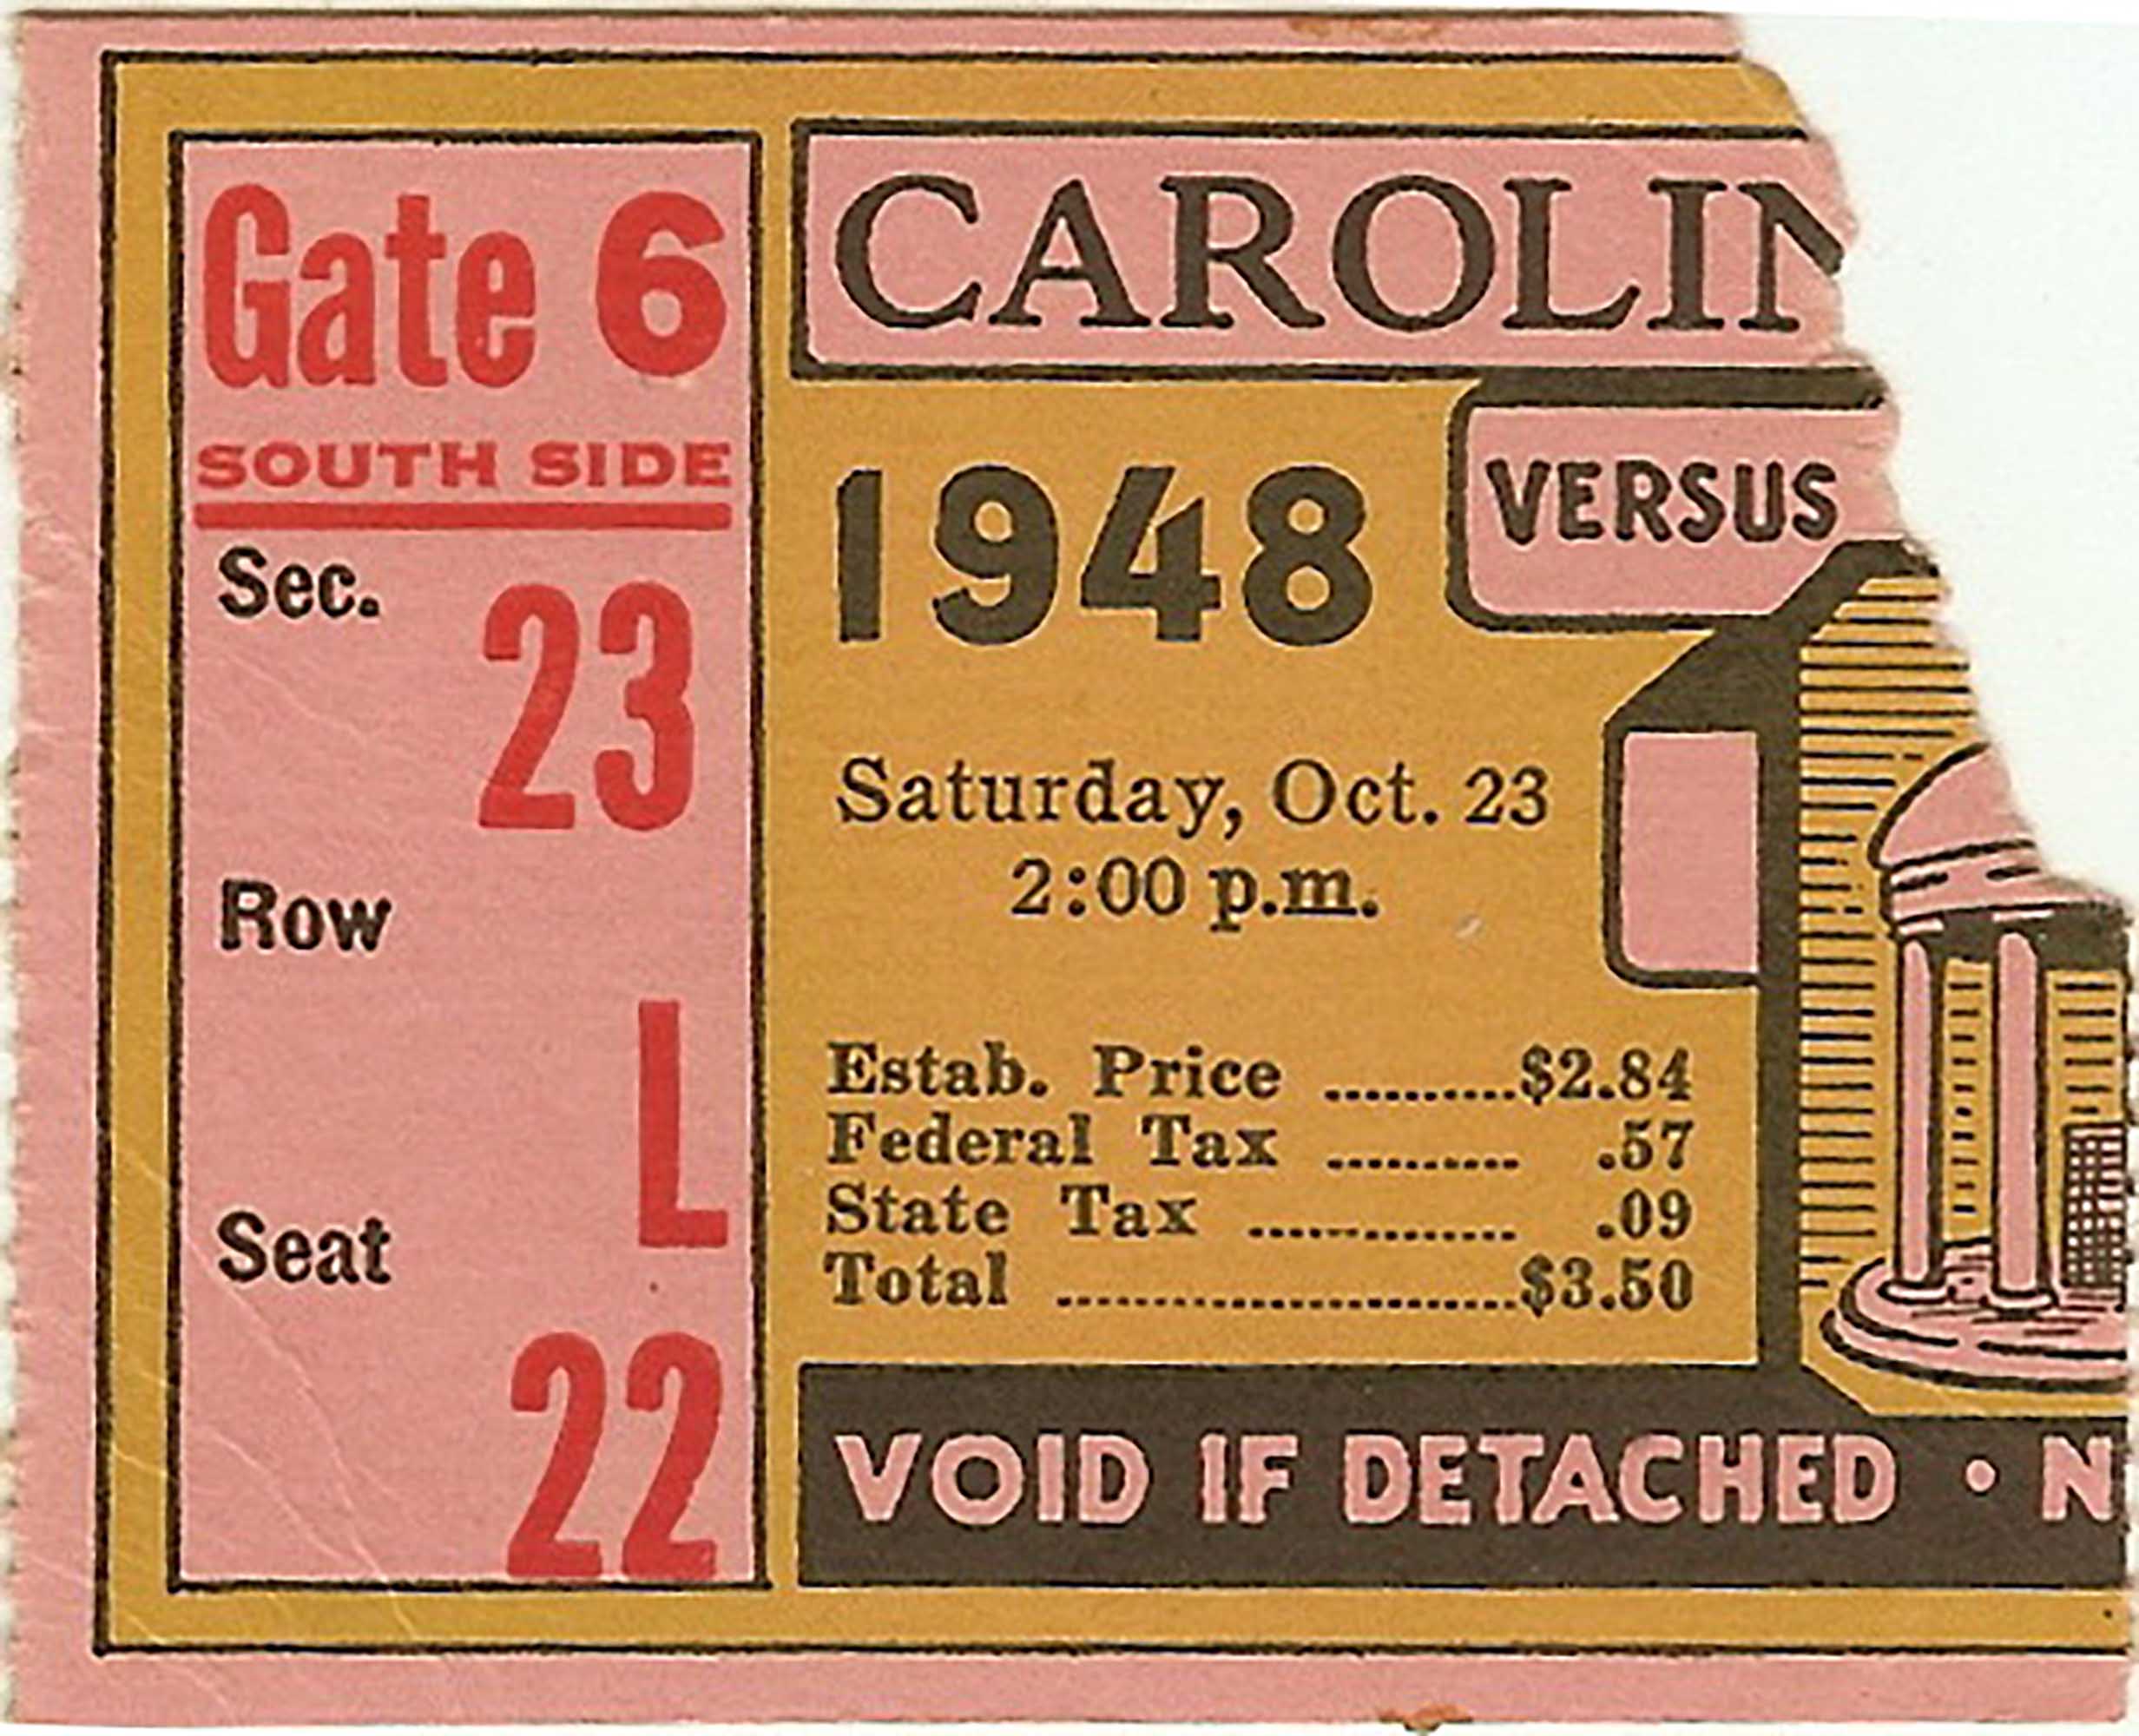 Gate 6
SOUTH SIDE
Sec.
23
Row
L
Seat
22
CAROLIN
1948
VERSUS
Saturday, Oct. 23
2:00 p.m.
Estab. Price ..........$2.84
Federal Tax .......... .57
State Tax .............. .09
Total ........................$3.50
VOID IF DETACHED • N